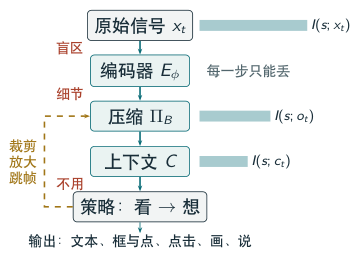 原始信号 x_t
I(s; x_t)
盲区
编码器 E_ϕ
每一步只能丢
细节
压缩 Π_B
I(s; o_t)
裁剪
放大
跳帧
上下文 C
I(s; c_t)
不用
策略：看 → 想
输出：文本、框与点、点击、画、说